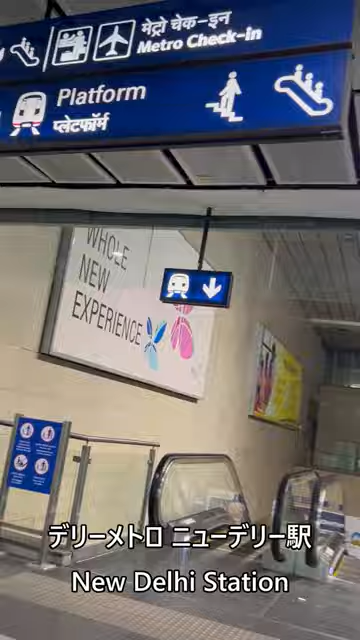 मेट्रो चेक-इन
Metro Check-in
Platform
प्लेटफॉर्म
WHOLE
NEW
EXPERIENCE
デリーメトロ ニューデリー駅
New Delhi Station